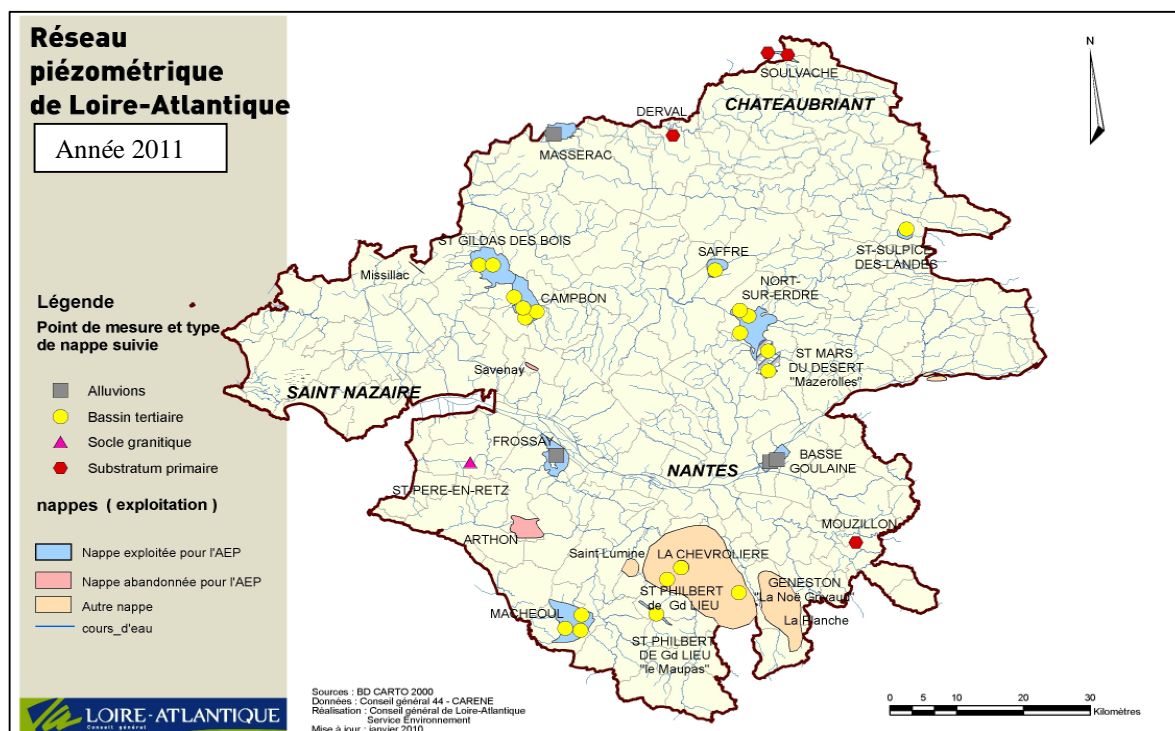 Réseau
piézométrique
de Loire-Atlantique
Année 2011
Légende
Point de mesure et type
de nappe suivie
Alluvions
Bassin tertiaire
Socle granitique
Substratum primaire
nappes ( exploitation )
Nappe exploitée pour l'AEP
Nappe abandonnée pour l'AEP
Autre nappe
cours_d'eau
LOIRE-ATLANTIQUE
Conseil général
N
SOULVACHE
CHATEAUBRIANT
DERVAL
MASSERAC
ST GILDAS DES BOIS
Missillac
CAMPBON
SAFFRE
ST-SULPICE
DES-LANDES
NORT-
SUR-ERDRE
ST MARS
DU DESERT
"Mazerolles"
Savenay
SAINT NAZAIRE
FROSSAY
NANTES
BASSE
GOULAINE
ST-PERE-EN-RETZ
MOUZILLON
ARTHON
Saint Lumine
LA CHEVROLIERE
ST PHILBERT
de Gd LIEU
GENESTON
"La Noë Grivaud"
La Planche
MACHEOUL
ST PHILBERT
DE Gd LIEU
"le Maupas"
Sources : BD CARTO 2000
Données : Conseil général 44 - CARENE
Réalisation : Conseil général de Loire-Atlantique
Service Environnement
Mise à jour : janvier 2010
0 5 10 20 30
Kilomètres